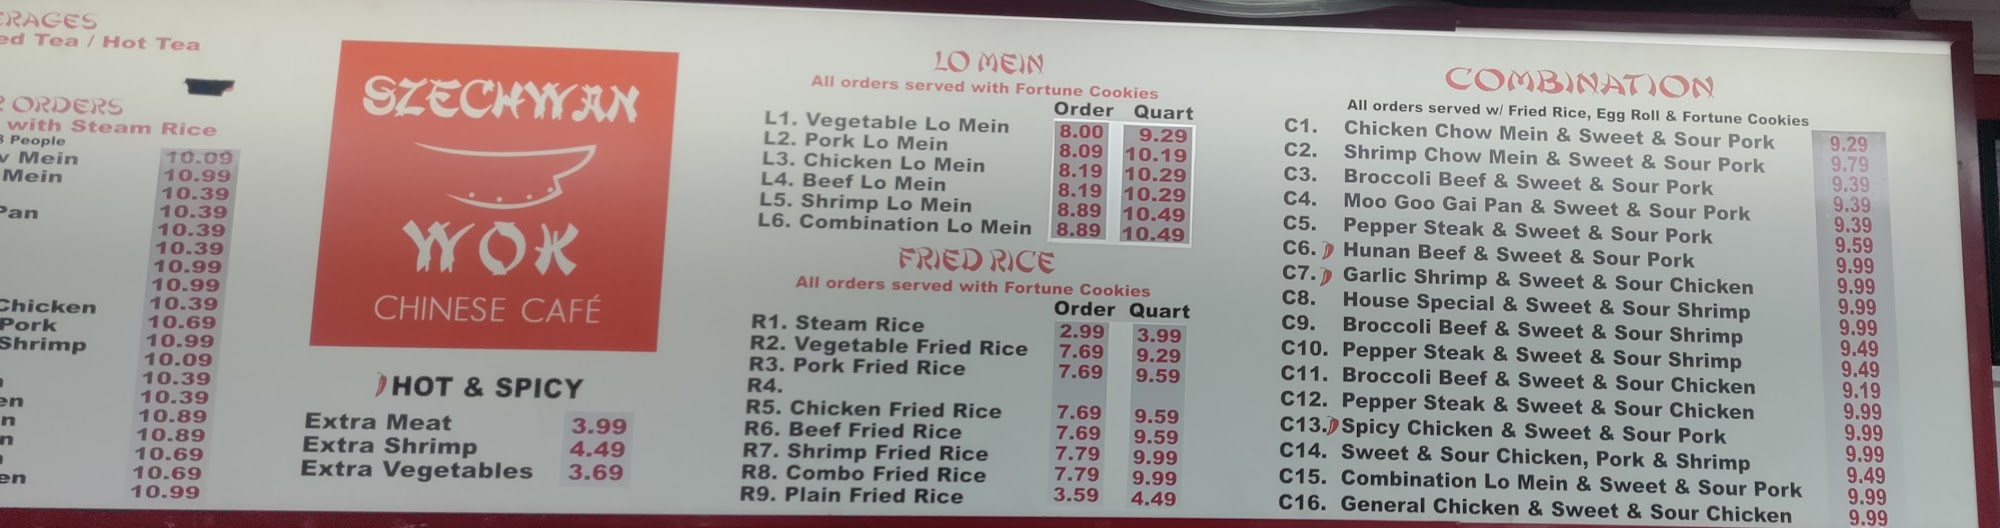 ERAGES
ed Tea / Hot Tea
R ORDERS
with Steam Rice
3 People
w Mein 10.09
Mein 10.99
10.39
Pan 10.39
10.39
10.39
10.99
10.99
Chicken 10.39
Pork 10.69
Shrimp 10.99
10.09
10.39
en 10.39
n 10.89
n 10.89
10.69
en 10.69
10.99
SZECHWAN
WOK
CHINESE CAFÉ
HOT & SPICY
Extra Meat 3.99
Extra Shrimp 4.49
Extra Vegetables 3.69
LO MEIN
All orders served with Fortune Cookies
Order Quart
L1. Vegetable Lo Mein 8.00 9.29
L2. Pork Lo Mein 8.09 10.19
L3. Chicken Lo Mein 8.19 10.29
L4. Beef Lo Mein 8.19 10.29
L5. Shrimp Lo Mein 8.89 10.49
L6. Combination Lo Mein 8.89 10.49
FRIED RICE
All orders served with Fortune Cookies
Order Quart
R1. Steam Rice 2.99 3.99
R2. Vegetable Fried Rice 7.69 9.29
R3. Pork Fried Rice 7.69 9.59
R4.
R5. Chicken Fried Rice 7.69 9.59
R6. Beef Fried Rice 7.69 9.59
R7. Shrimp Fried Rice 7.79 9.99
R8. Combo Fried Rice 7.79 9.99
R9. Plain Fried Rice 3.59 4.49
COMBINATION
All orders served w/ Fried Rice, Egg Roll & Fortune Cookies
C1. Chicken Chow Mein & Sweet & Sour Pork
C2. Shrimp Chow Mein & Sweet & Sour Pork
C3. Broccoli Beef & Sweet & Sour Pork
C4. Moo Goo Gai Pan & Sweet & Sour Pork
C5. Pepper Steak & Sweet & Sour Pork
C6. Hunan Beef & Sweet & Sour Pork
C7. Garlic Shrimp & Sweet & Sour Chicken
C8. House Special & Sweet & Sour Shrimp
C9. Broccoli Beef & Sweet & Sour Shrimp
C10. Pepper Steak & Sweet & Sour Shrimp
C11. Broccoli Beef & Sweet & Sour Chicken
C12. Pepper Steak & Sweet & Sour Chicken
C13. Spicy Chicken & Sweet & Sour Pork
C14. Sweet & Sour Chicken, Pork & Shrimp
C15. Combination Lo Mein & Sweet & Sour Pork
C16. General Chicken & Sweet & Sour Chicken
9.29
9.79
9.39
9.39
9.39
9.59
9.99
9.99
9.99
9.99
9.49
9.49
9.19
9.99
9.99
9.99
9.49
9.99
9.99